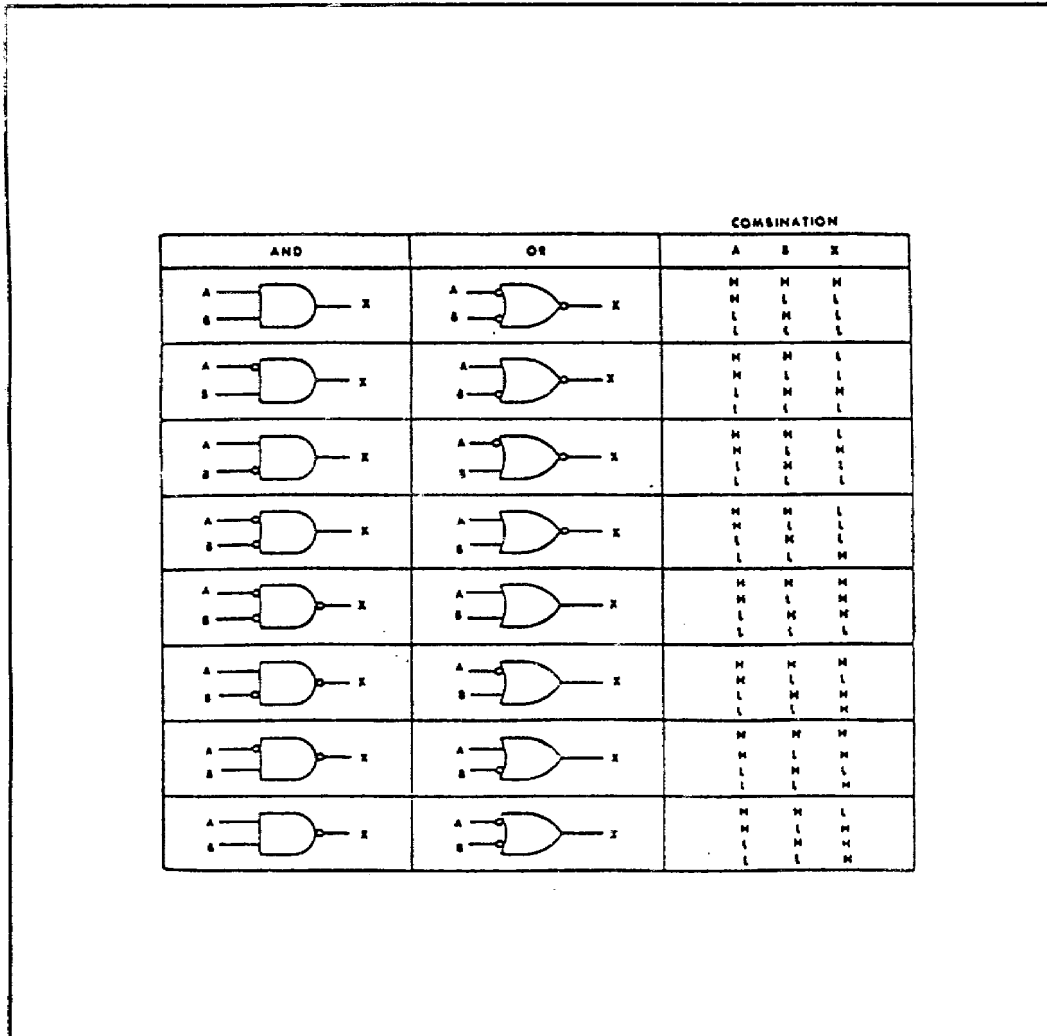 COMBINATION
AND OR A B X
A B X A B X H H H
H L L
L H L
L L L
A B X A B X H H L
H L L
L H H
L L L
A B X A B X H H L
H L H
L H L
L L L
A B X A B X H H L
H L L
L H L
L L H
A B X A B X H H H
H L H
L H H
L L L
A B X A B X H H H
H L L
L H H
L L H
A B X A B X H H H
H L H
L H L
L L H
A B X A B X H H L
H L H
L H H
L L H